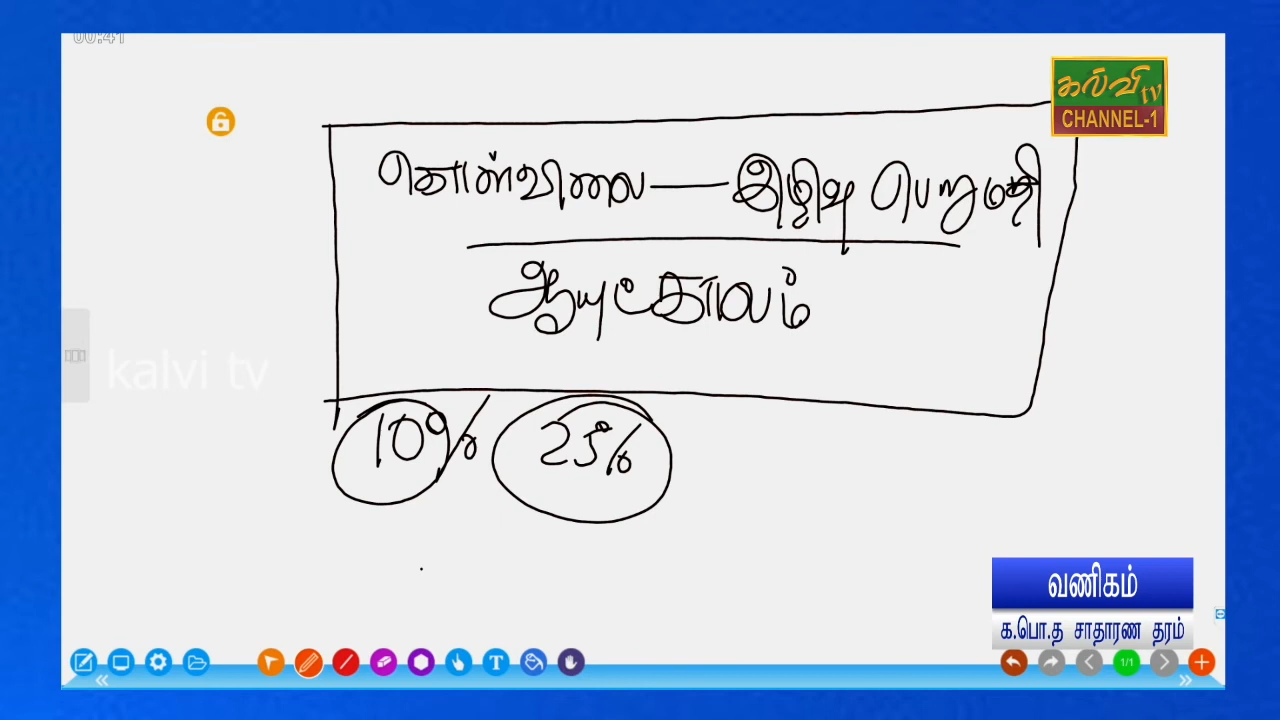 00:41
கல்வி tv
CHANNEL-1
கொள்விலை — இழிவு பெறுமதி
ஆயுட்காலம்
kalvi tv
10% 25%
வணிகம்
க.பொ.த சாதாரண தரம்
T
1/1